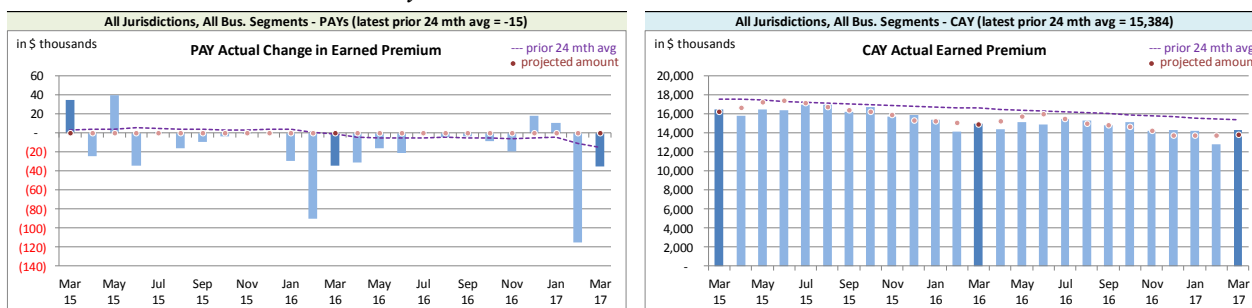 All Jurisdictions, All Bus. Segments - PAYs (latest prior 24 mth avg = -15)
in $ thousands
PAY Actual Change in Earned Premium
--- prior 24 mth avg
• projected amount
60
40
20
-
(20)
(40)
(60)
(80)
(100)
(120)
(140)
Mar May Jul Sep Nov Jan Mar May Jul Sep Nov Jan Mar
15 15 15 15 15 16 16 16 16 16 16 17 17
All Jurisdictions, All Bus. Segments - CAY (latest prior 24 mth avg = 15,384)
in $ thousands
CAY Actual Earned Premium
--- prior 24 mth avg
• projected amount
20,000
18,000
16,000
14,000
12,000
10,000
8,000
6,000
4,000
2,000
-
Mar May Jul Sep Nov Jan Mar May Jul Sep Nov Jan Mar
15 15 15 15 15 16 16 16 16 16 16 17 17